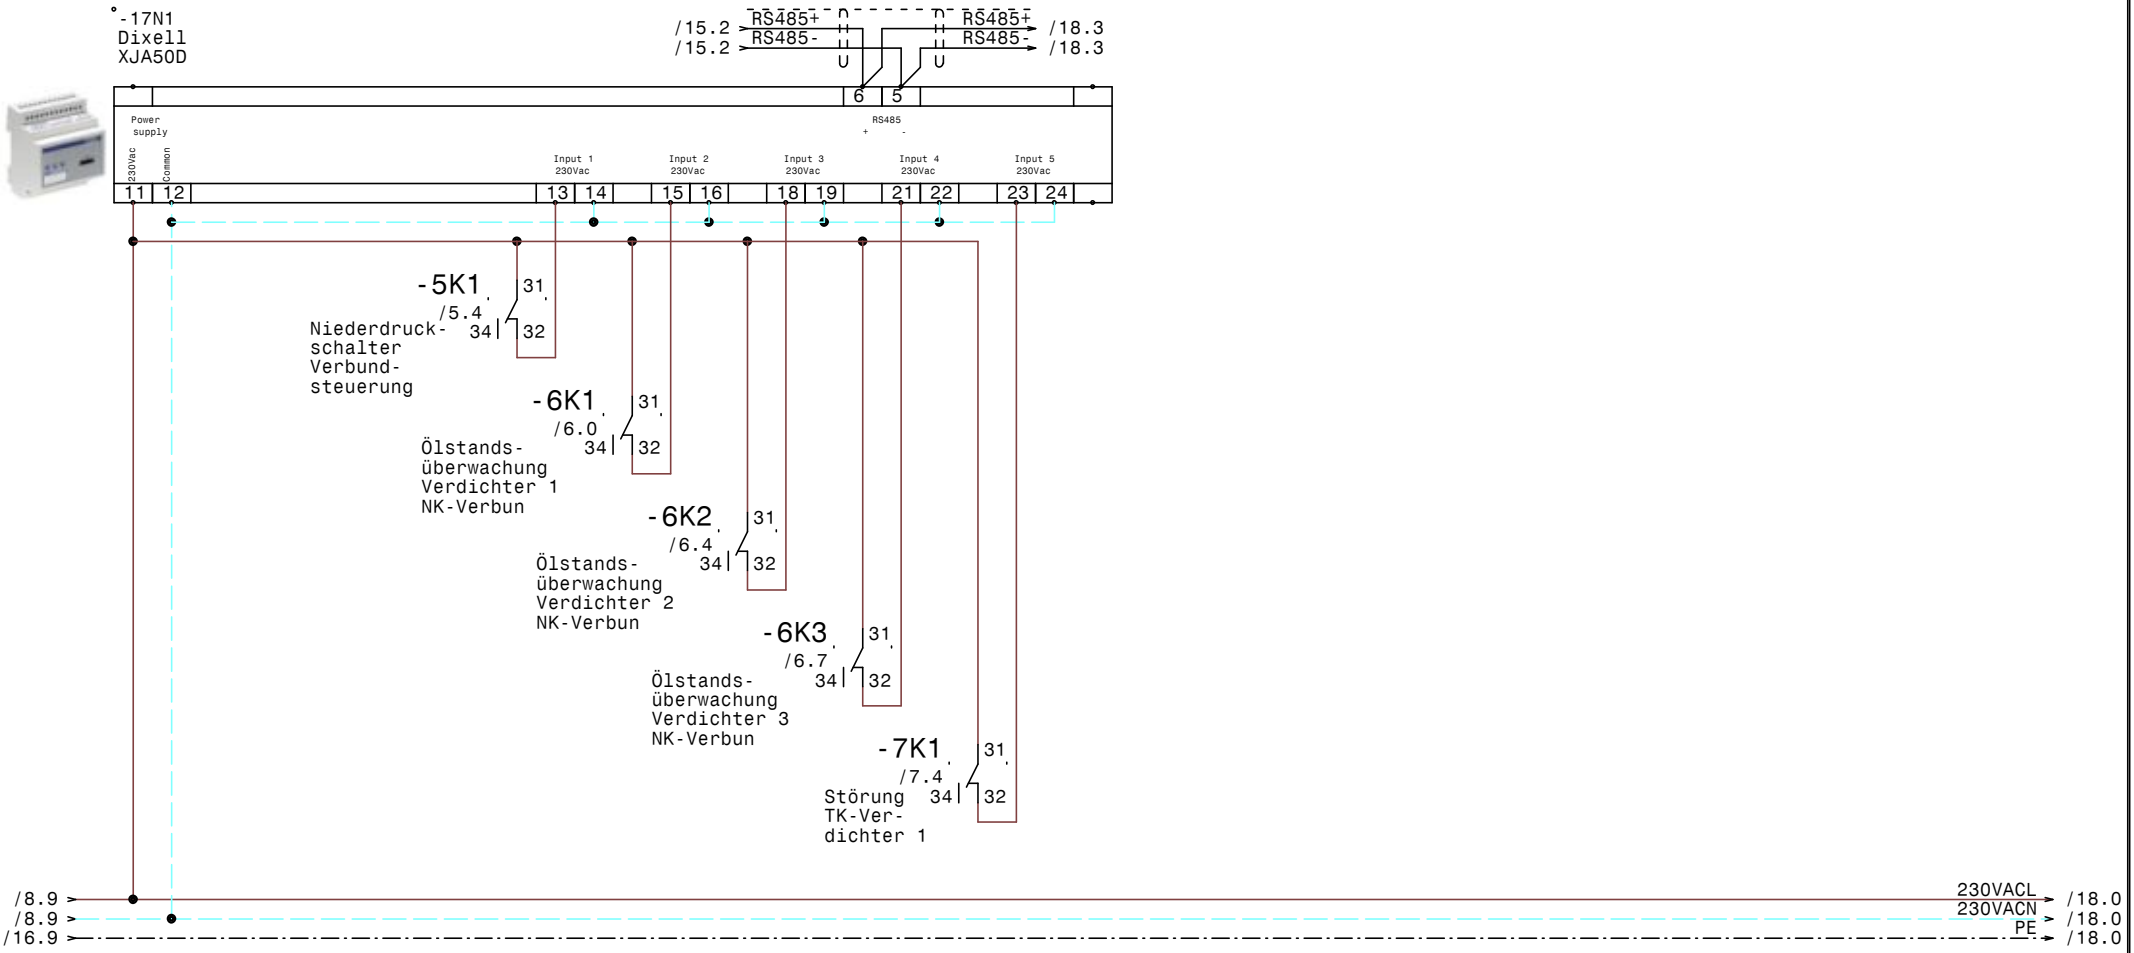 -17N1
Dixell
XJA50D
/15.2
RS485+
RS485+
/18.3
/15.2
RS485-
RS485-
/18.3
6 5
Power
supply
RS485
+ -
230Vac
Common
Input 1
230Vac
Input 2
230Vac
Input 3
230Vac
Input 4
230Vac
Input 5
230Vac
11 12 13 14 15 16 18 19 21 22 23 24
-5K1
/5.4
31
34
32
Niederdruck-
schalter
Verbund-
steuerung
-6K1
/6.0
31
34
32
Ölstands-
überwachung
Verdichter 1
NK-Verbun
-6K2
/6.4
31
34
32
Ölstands-
überwachung
Verdichter 2
NK-Verbun
-6K3
/6.7
31
34
32
Ölstands-
überwachung
Verdichter 3
NK-Verbun
-7K1
/7.4
31
34
32
Störung
TK-Ver-
dichter 1
/8.9
230VACL
/18.0
/8.9
230VACN
/18.0
/16.9
PE
/18.0